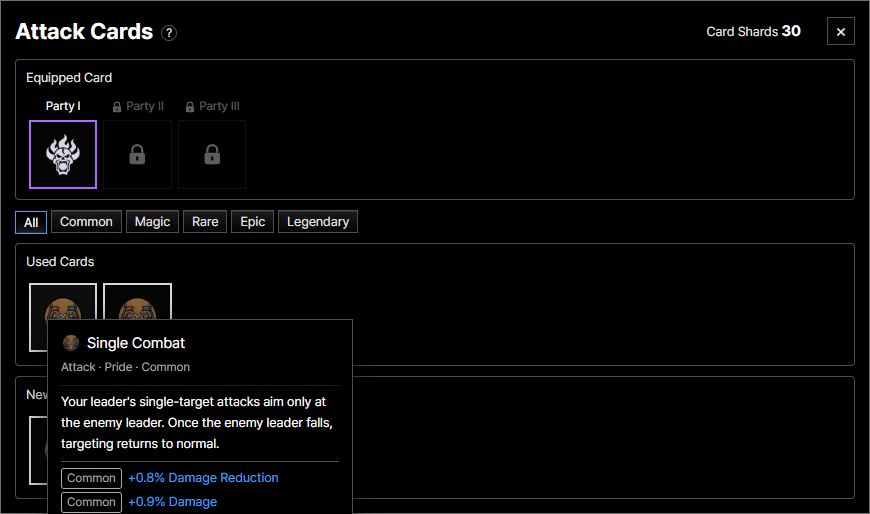 Attack Cards ?
Card Shards 30 ×
Equipped Card
Party I Party II Party III
All Common Magic Rare Epic Legendary
Used Cards
New
Single Combat
Attack · Pride · Common
Your leader's single-target attacks aim only at
the enemy leader. Once the enemy leader falls,
targeting returns to normal.
Common +0.8% Damage Reduction
Common +0.9% Damage